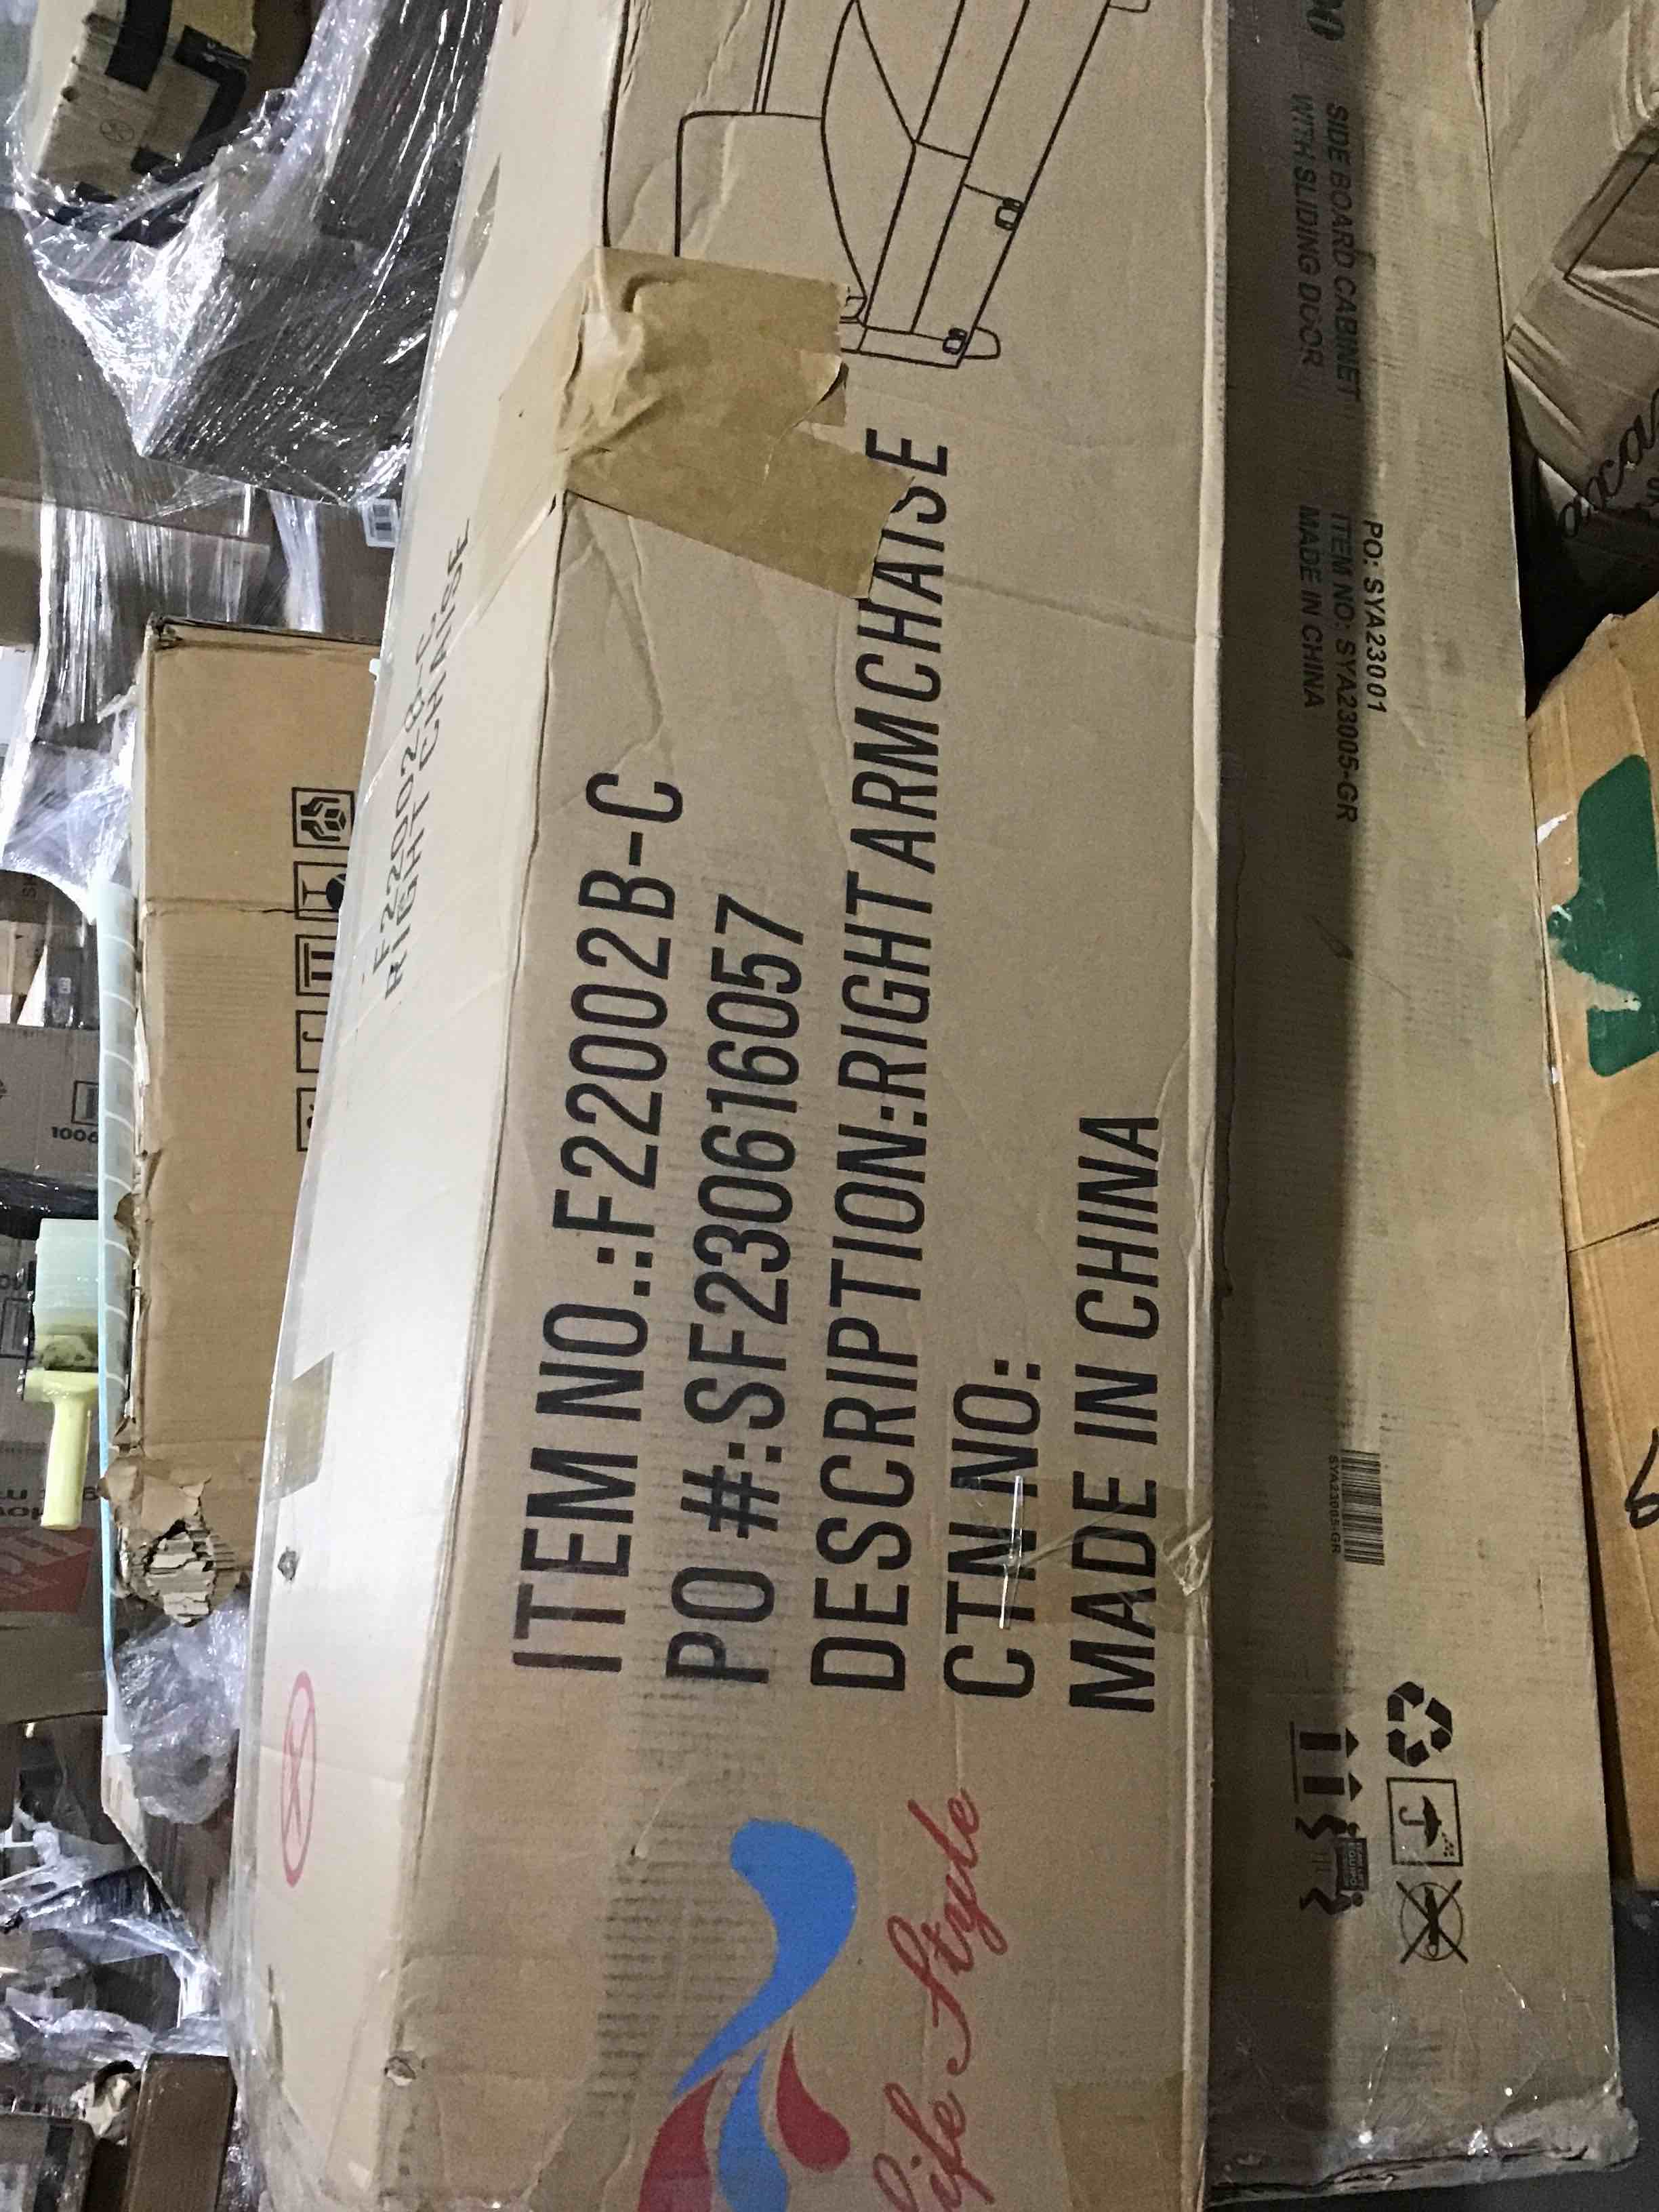 ITEM NO.:F22002B-C
PO #:SF230616057
DESCRIPTION:RIGHT ARM CHAISE
CTN NO:
MADE IN CHINA
Life Style
RIGHT CHAISE
SIDE BOARD CABINET
WITH SLIDING DOOR
PO: SYA23001
ITEM NO: SYA23005-GR
MADE IN CHINA
SYA23005-GR
1006